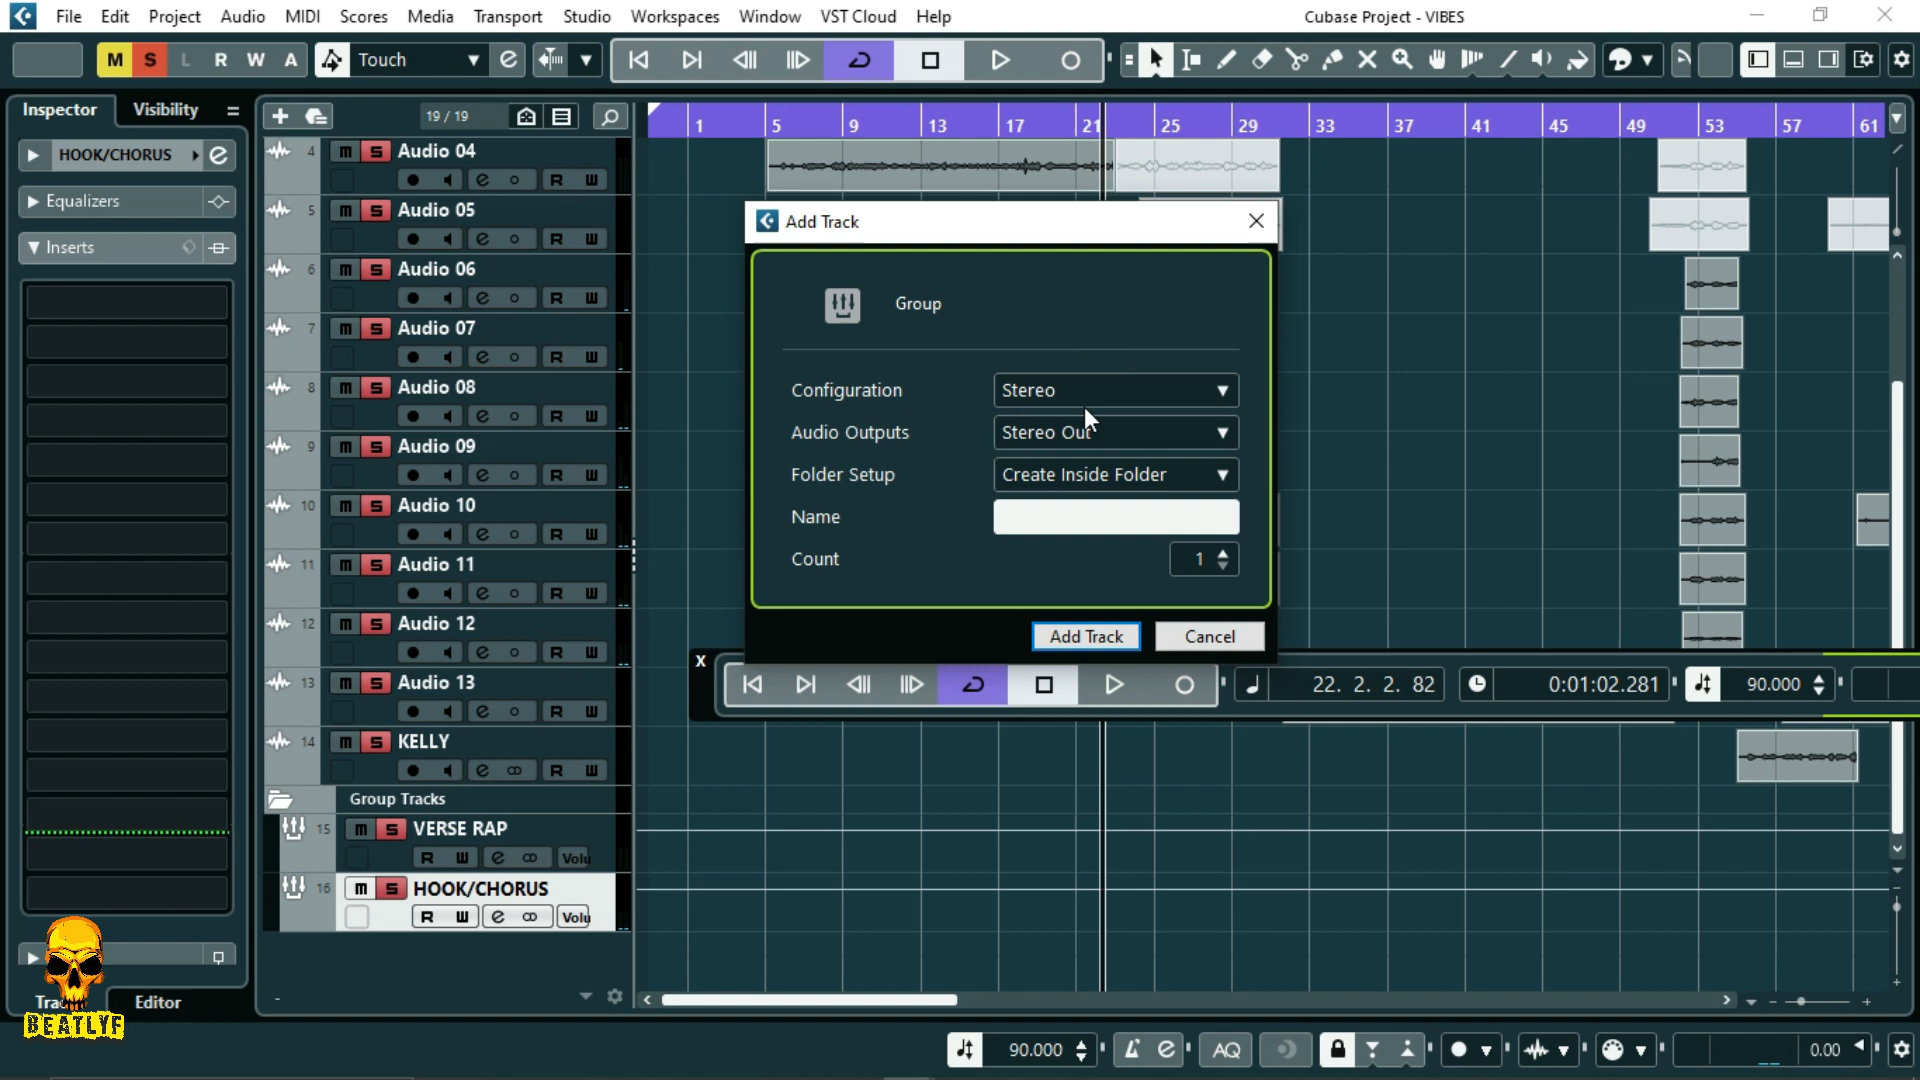 File Edit Project Audio MIDI Scores Media Transport Studio Workspaces Window VST Cloud Help
Cubase Project - VIBES
M S L R W A Touch
Inspector Visibility
19 / 19
1 5 9 13 17 21 25 29 33 37 41 45 49 53 57 61
HOOK/CHORUS
Equalizers
Inserts
4 m S Audio 04
R W
5 m S Audio 05
R W
6 m S Audio 06
R W
7 m S Audio 07
R W
8 m S Audio 08
R W
9 m S Audio 09
R W
10 m S Audio 10
R W
11 m S Audio 11
R W
12 m S Audio 12
R W
13 m S Audio 13
R W
14 m S KELLY
R W
Group Tracks
15 m S VERSE RAP
R W Volu
16 m S HOOK/CHORUS
R W Volu
Add Track
Group
Configuration Stereo
Audio Outputs Stereo Out
Folder Setup Create Inside Folder
Name
Count 1
Add Track Cancel
X
22. 2. 2. 82 0:01:02.281 90.000
Editor
BEATLYF
90.000 AQ 0.00